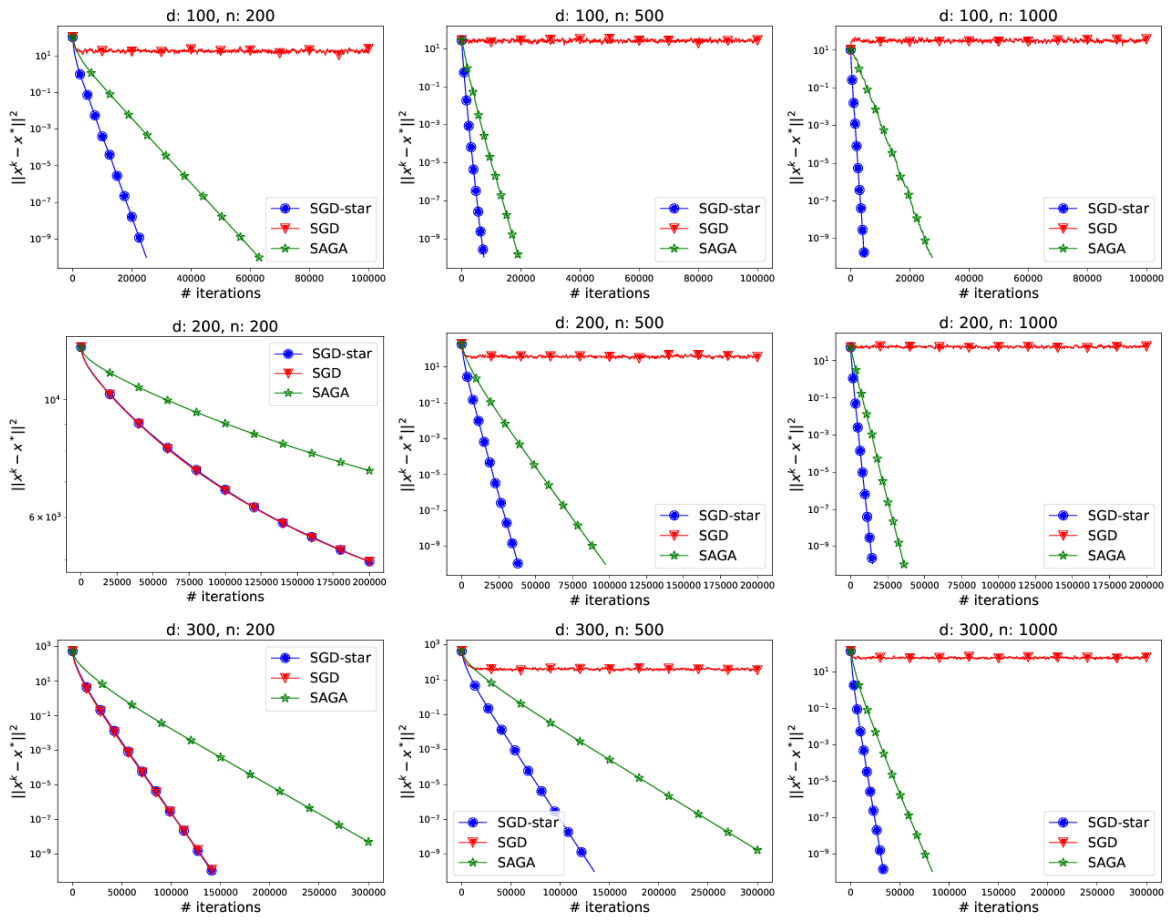 d: 100, n: 200
||x^k − x^*||^2
10^1
10^−1
10^−3
10^−5
10^−7
10^−9
SGD-star
SGD
SAGA
0 20000 40000 60000 80000 100000
# iterations
d: 100, n: 500
||x^k − x^*||^2
10^1
10^−1
10^−3
10^−5
10^−7
10^−9
SGD-star
SGD
SAGA
0 20000 40000 60000 80000 100000
# iterations
d: 100, n: 1000
||x^k − x^*||^2
10^1
10^−1
10^−3
10^−5
10^−7
10^−9
SGD-star
SGD
SAGA
0 20000 40000 60000 80000 100000
# iterations
d: 200, n: 200
||x^k − x^*||^2
10^4
6 × 10^3
SGD-star
SGD
SAGA
0 25000 50000 75000 100000 125000 150000 175000 200000
# iterations
d: 200, n: 500
||x^k − x^*||^2
10^1
10^−1
10^−3
10^−5
10^−7
10^−9
SGD-star
SGD
SAGA
0 25000 50000 75000 100000 125000 150000 175000 200000
# iterations
d: 200, n: 1000
||x^k − x^*||^2
10^1
10^−1
10^−3
10^−5
10^−7
10^−9
SGD-star
SGD
SAGA
0 25000 50000 75000 100000 125000 150000 175000 200000
# iterations
d: 300, n: 200
||x^k − x^*||^2
10^3
10^1
10^−1
10^−3
10^−5
10^−7
10^−9
SGD-star
SGD
SAGA
0 50000 100000 150000 200000 250000 300000
# iterations
d: 300, n: 500
||x^k − x^*||^2
10^3
10^1
10^−1
10^−3
10^−5
10^−7
10^−9
SGD-star
SGD
SAGA
0 50000 100000 150000 200000 250000 300000
# iterations
d: 300, n: 1000
||x^k − x^*||^2
10^1
10^−1
10^−3
10^−5
10^−7
10^−9
SGD-star
SGD
SAGA
0 50000 100000 150000 200000 250000 300000
# iterations